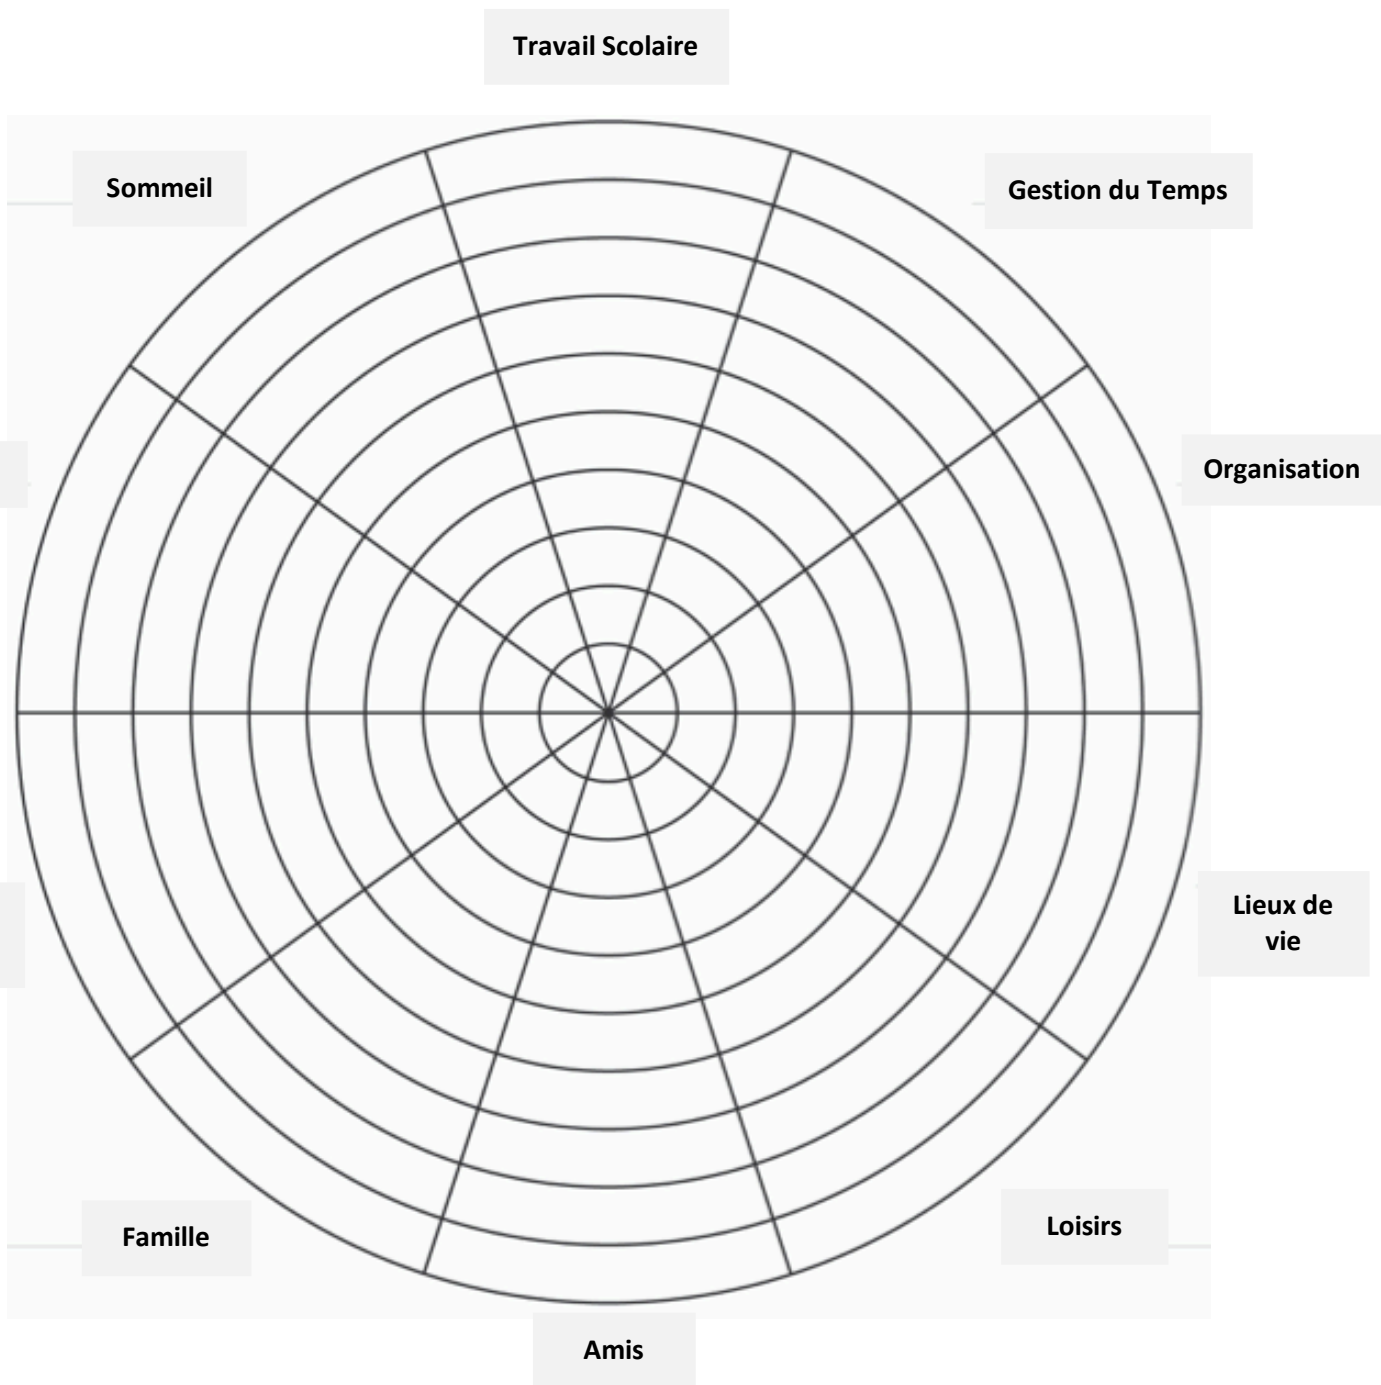 Travail Scolaire
Sommeil
Gestion du Temps
Organisation
Lieux de
vie
Loisirs
Famille
Amis